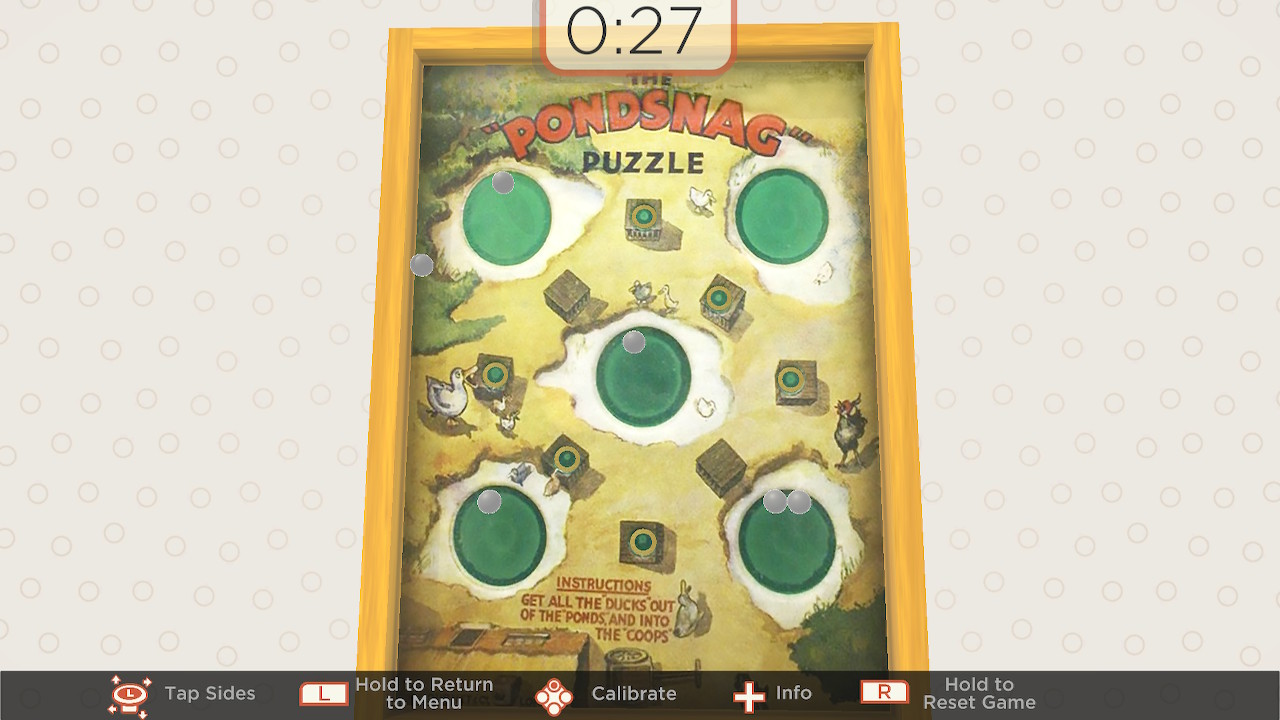 0:27
THE
"PONDSNAG"
PUZZLE
INSTRUCTIONS
GET ALL THE "DUCKS" OUT
OF THE "PONDS", AND INTO
THE "COOPS"
L Tap Sides
L Hold to Return
to Menu
Calibrate
Info
R Hold to
Reset Game